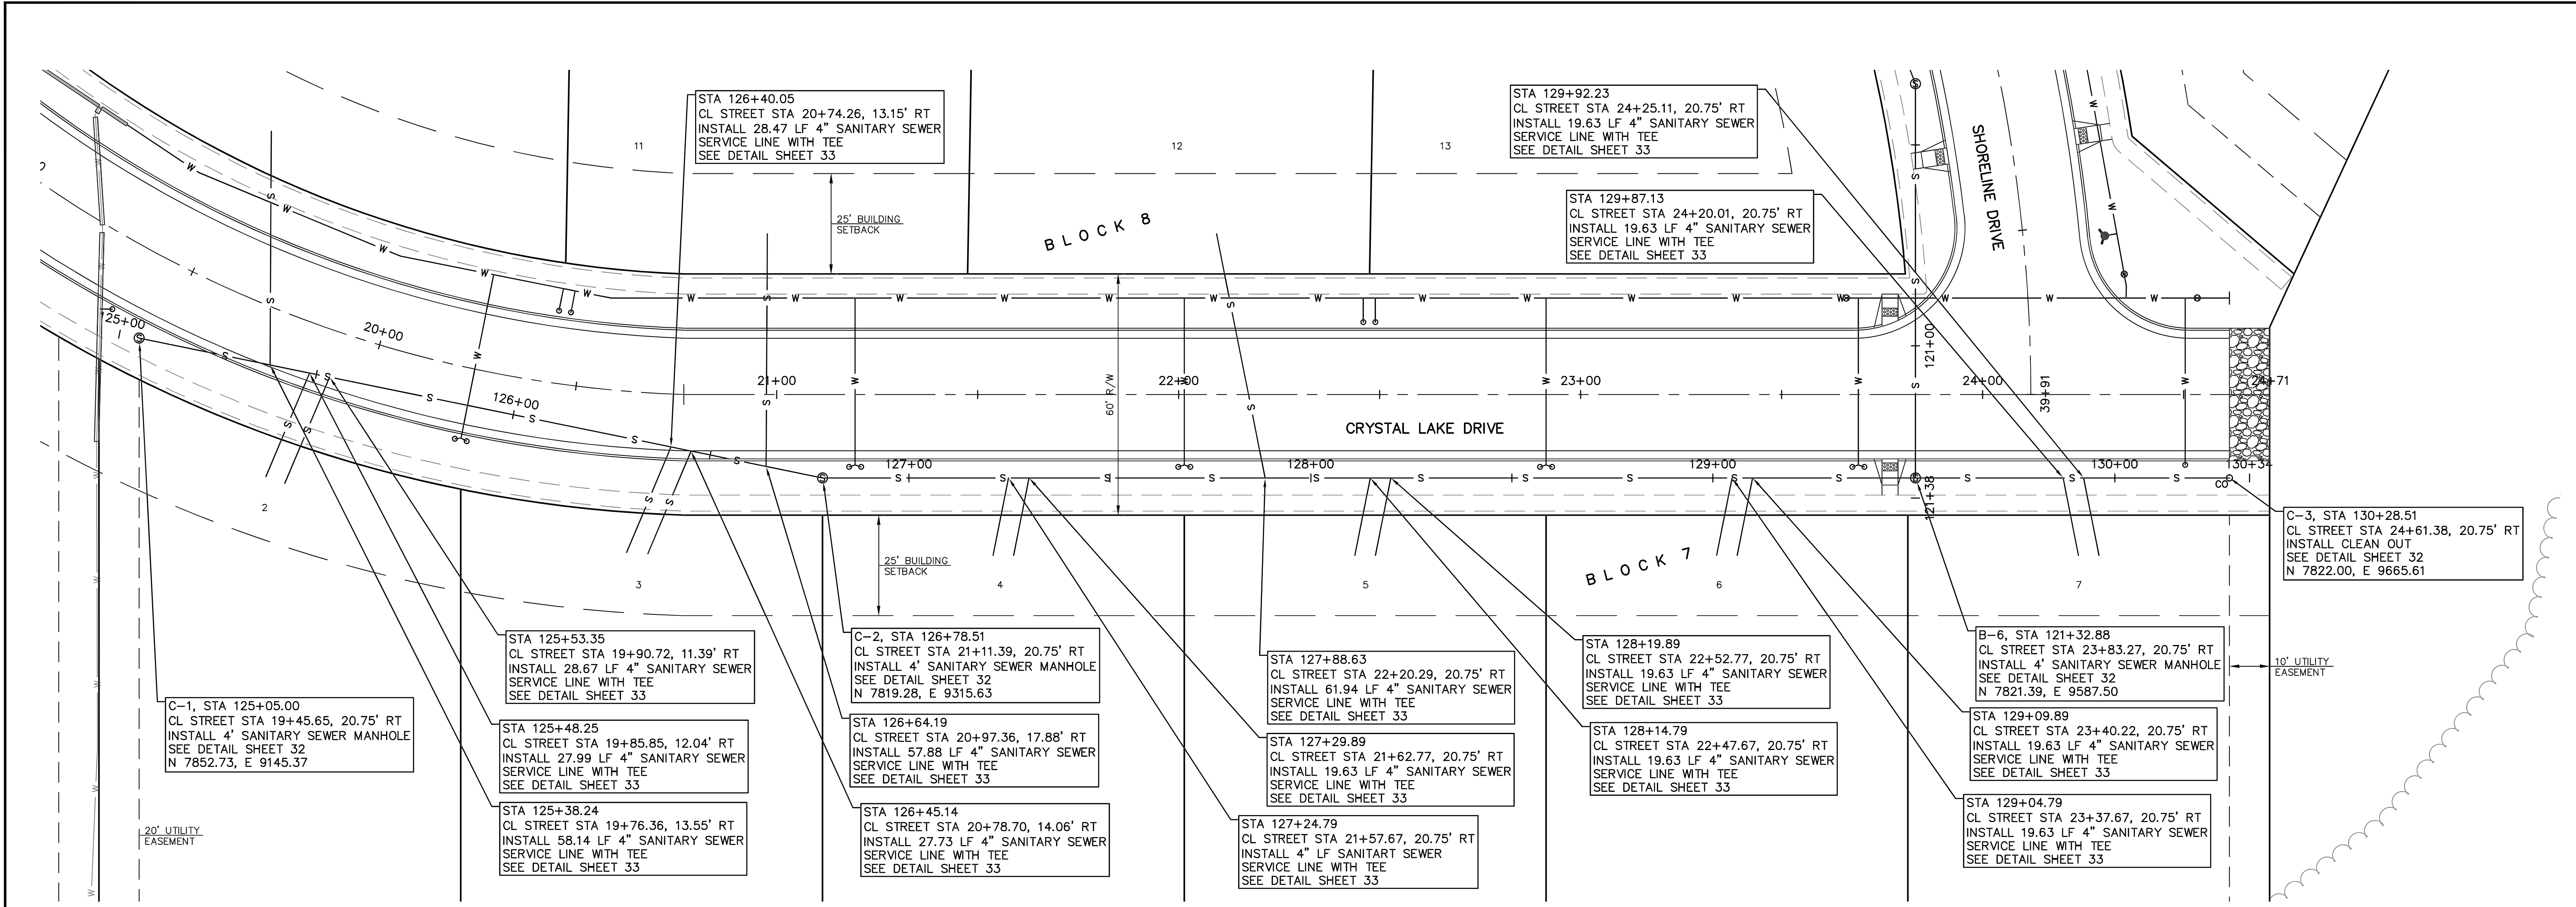 STA 126+40.05
CL STREET STA 20+74.26, 13.15' RT
INSTALL 28.47 LF 4" SANITARY SEWER
SERVICE LINE WITH TEE
SEE DETAIL SHEET 33
STA 129+92.23
CL STREET STA 24+25.11, 20.75' RT
INSTALL 19.63 LF 4" SANITARY SEWER
SERVICE LINE WITH TEE
SEE DETAIL SHEET 33
STA 129+87.13
CL STREET STA 24+20.01, 20.75' RT
INSTALL 19.63 LF 4" SANITARY SEWER
SERVICE LINE WITH TEE
SEE DETAIL SHEET 33
11
12
13
25' BUILDING
SETBACK
BLOCK 8
SHORELINE DRIVE
25+00
20+00
126+00
21+00
22+00
23+00
24+00
24+71
121+00
39+91
60' R/W
CRYSTAL LAKE DRIVE
127+00
128+00
129+00
130+00
130+34
121+38
CO
2
3
4
5
6
7
25' BUILDING
SETBACK
BLOCK 7
C-3, STA 130+28.51
CL STREET STA 24+61.38, 20.75' RT
INSTALL CLEAN OUT
SEE DETAIL SHEET 32
N 7822.00, E 9665.61
C-1, STA 125+05.00
CL STREET STA 19+45.65, 20.75' RT
INSTALL 4' SANITARY SEWER MANHOLE
SEE DETAIL SHEET 32
N 7852.73, E 9145.37
STA 125+53.35
CL STREET STA 19+90.72, 11.39' RT
INSTALL 28.67 LF 4" SANITARY SEWER
SERVICE LINE WITH TEE
SEE DETAIL SHEET 33
STA 125+48.25
CL STREET STA 19+85.85, 12.04' RT
INSTALL 27.99 LF 4" SANITARY SEWER
SERVICE LINE WITH TEE
SEE DETAIL SHEET 33
STA 125+38.24
CL STREET STA 19+76.36, 13.55' RT
INSTALL 58.14 LF 4" SANITARY SEWER
SERVICE LINE WITH TEE
SEE DETAIL SHEET 33
C-2, STA 126+78.51
CL STREET STA 21+11.39, 20.75' RT
INSTALL 4' SANITARY SEWER MANHOLE
SEE DETAIL SHEET 32
N 7819.28, E 9315.63
STA 126+64.19
CL STREET STA 20+97.36, 17.88' RT
INSTALL 57.88 LF 4" SANITARY SEWER
SERVICE LINE WITH TEE
SEE DETAIL SHEET 33
STA 126+45.14
CL STREET STA 20+78.70, 14.06' RT
INSTALL 27.73 LF 4" SANITARY SEWER
SERVICE LINE WITH TEE
SEE DETAIL SHEET 33
STA 127+88.63
CL STREET STA 22+20.29, 20.75' RT
INSTALL 61.94 LF 4" SANITARY SEWER
SERVICE LINE WITH TEE
SEE DETAIL SHEET 33
STA 127+29.89
CL STREET STA 21+62.77, 20.75' RT
INSTALL 19.63 LF 4" SANITARY SEWER
SERVICE LINE WITH TEE
SEE DETAIL SHEET 33
STA 127+24.79
CL STREET STA 21+57.67, 20.75' RT
INSTALL 4" LF SANITART SEWER
SERVICE LINE WITH TEE
SEE DETAIL SHEET 33
STA 128+19.89
CL STREET STA 22+52.77, 20.75' RT
INSTALL 19.63 LF 4" SANITARY SEWER
SERVICE LINE WITH TEE
SEE DETAIL SHEET 33
STA 128+14.79
CL STREET STA 22+47.67, 20.75' RT
INSTALL 19.63 LF 4" SANITARY SEWER
SERVICE LINE WITH TEE
SEE DETAIL SHEET 33
B-6, STA 121+32.88
CL STREET STA 23+83.27, 20.75' RT
INSTALL 4' SANITARY SEWER MANHOLE
SEE DETAIL SHEET 32
N 7821.39, E 9587.50
STA 129+09.89
CL STREET STA 23+40.22, 20.75' RT
INSTALL 19.63 LF 4" SANITARY SEWER
SERVICE LINE WITH TEE
SEE DETAIL SHEET 33
STA 129+04.79
CL STREET STA 23+37.67, 20.75' RT
INSTALL 19.63 LF 4" SANITARY SEWER
SERVICE LINE WITH TEE
SEE DETAIL SHEET 33
10' UTILITY
EASEMENT
20' UTILITY
EASEMENT